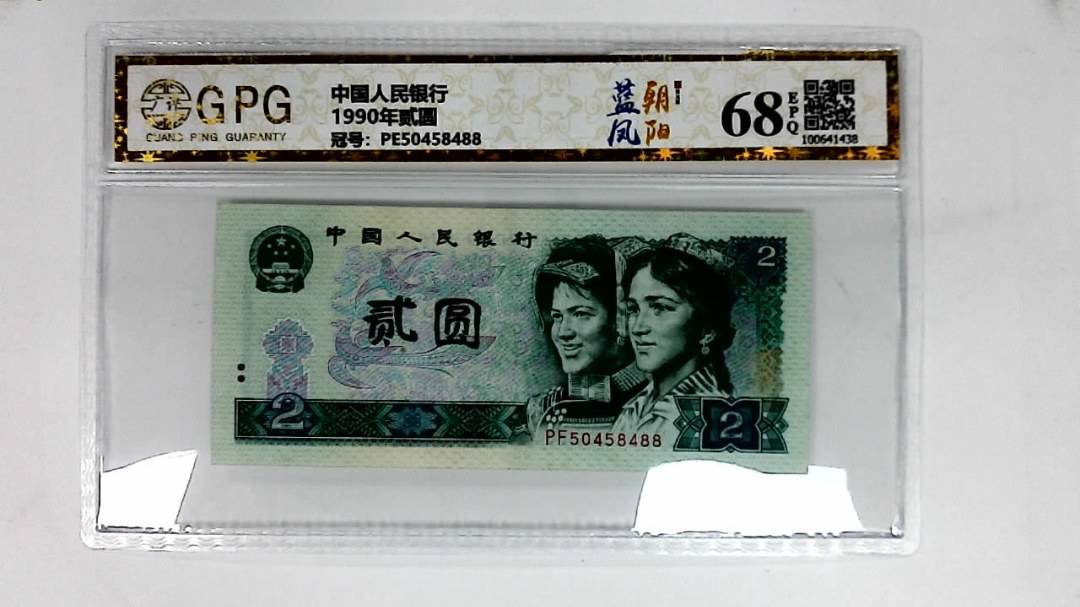 GPG
GUANG PING GUARANTY
中国人民银行
1990年贰圆
冠号：PE50458488
蓝凤
朝阳
68
EPQ
100641438
中国人民银行
2
贰圆
2
PF50458488
2